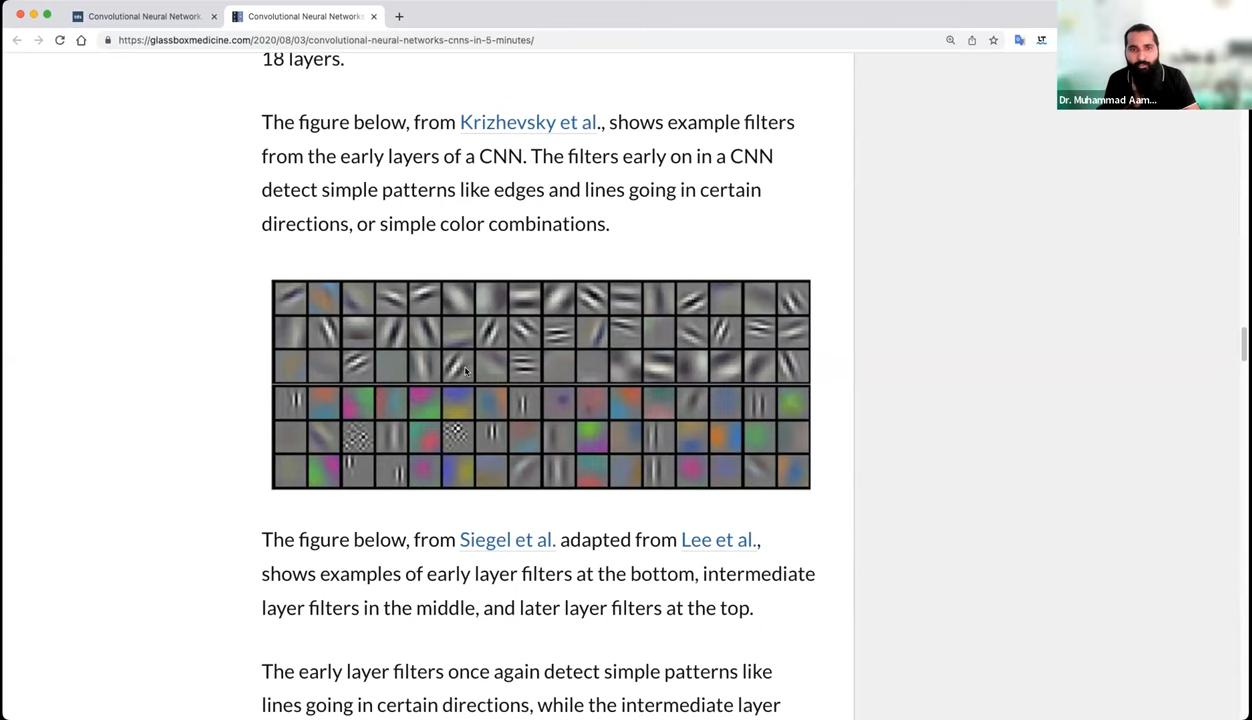 Convolutional Neural Network.
Convolutional Neural Networks
https://glassboxmedicine.com/2020/08/03/convolutional-neural-networks-cnns-in-5-minutes/
Dr. Muhammad Aam...
18 layers.
The figure below, from Krizhevsky et al., shows example filters
from the early layers of a CNN. The filters early on in a CNN
detect simple patterns like edges and lines going in certain
directions, or simple color combinations.
The figure below, from Siegel et al. adapted from Lee et al.,
shows examples of early layer filters at the bottom, intermediate
layer filters in the middle, and later layer filters at the top.
The early layer filters once again detect simple patterns like
lines going in certain directions, while the intermediate layer